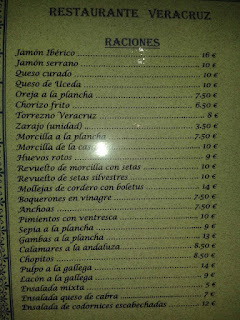 RESTAURANTE VERACRUZ
RACIONES
Jamón Ibérico 16 €
Jamón serrano 10 €
Quezo curado 10 €
Queso de Uceda 10 €
Oreja a la plancha 7.50 €
Chorizo frito 6.50 €
Torrezno Veracruz 8 €
Zarajo (unidad) 3.50 €
Morcilla a la plancha 7.50 €
Morcilla de la casa 10 €
Huevos rotos 9 €
Revuelto de morcilla con setas 10 €
Revuelto de setas silvestres 10 €
Mollejas de cordero con boletus 14 €
Boquerones en vinagre 7.50 €
Anchoas 7.50 €
Pimientos con ventresca 10 €
Sepia a la plancha 9 €
Gambas a la plancha 13 €
Calamares a la andaluza 8.50 €
Chopitos 8.50 €
Pulpo a la gallega 14 €
Lacón a la gallega 9 €
Ensalada mixta 5 €
Ensalada queso de cabra 7 €
Ensalada de codornices escabechadas 12 €